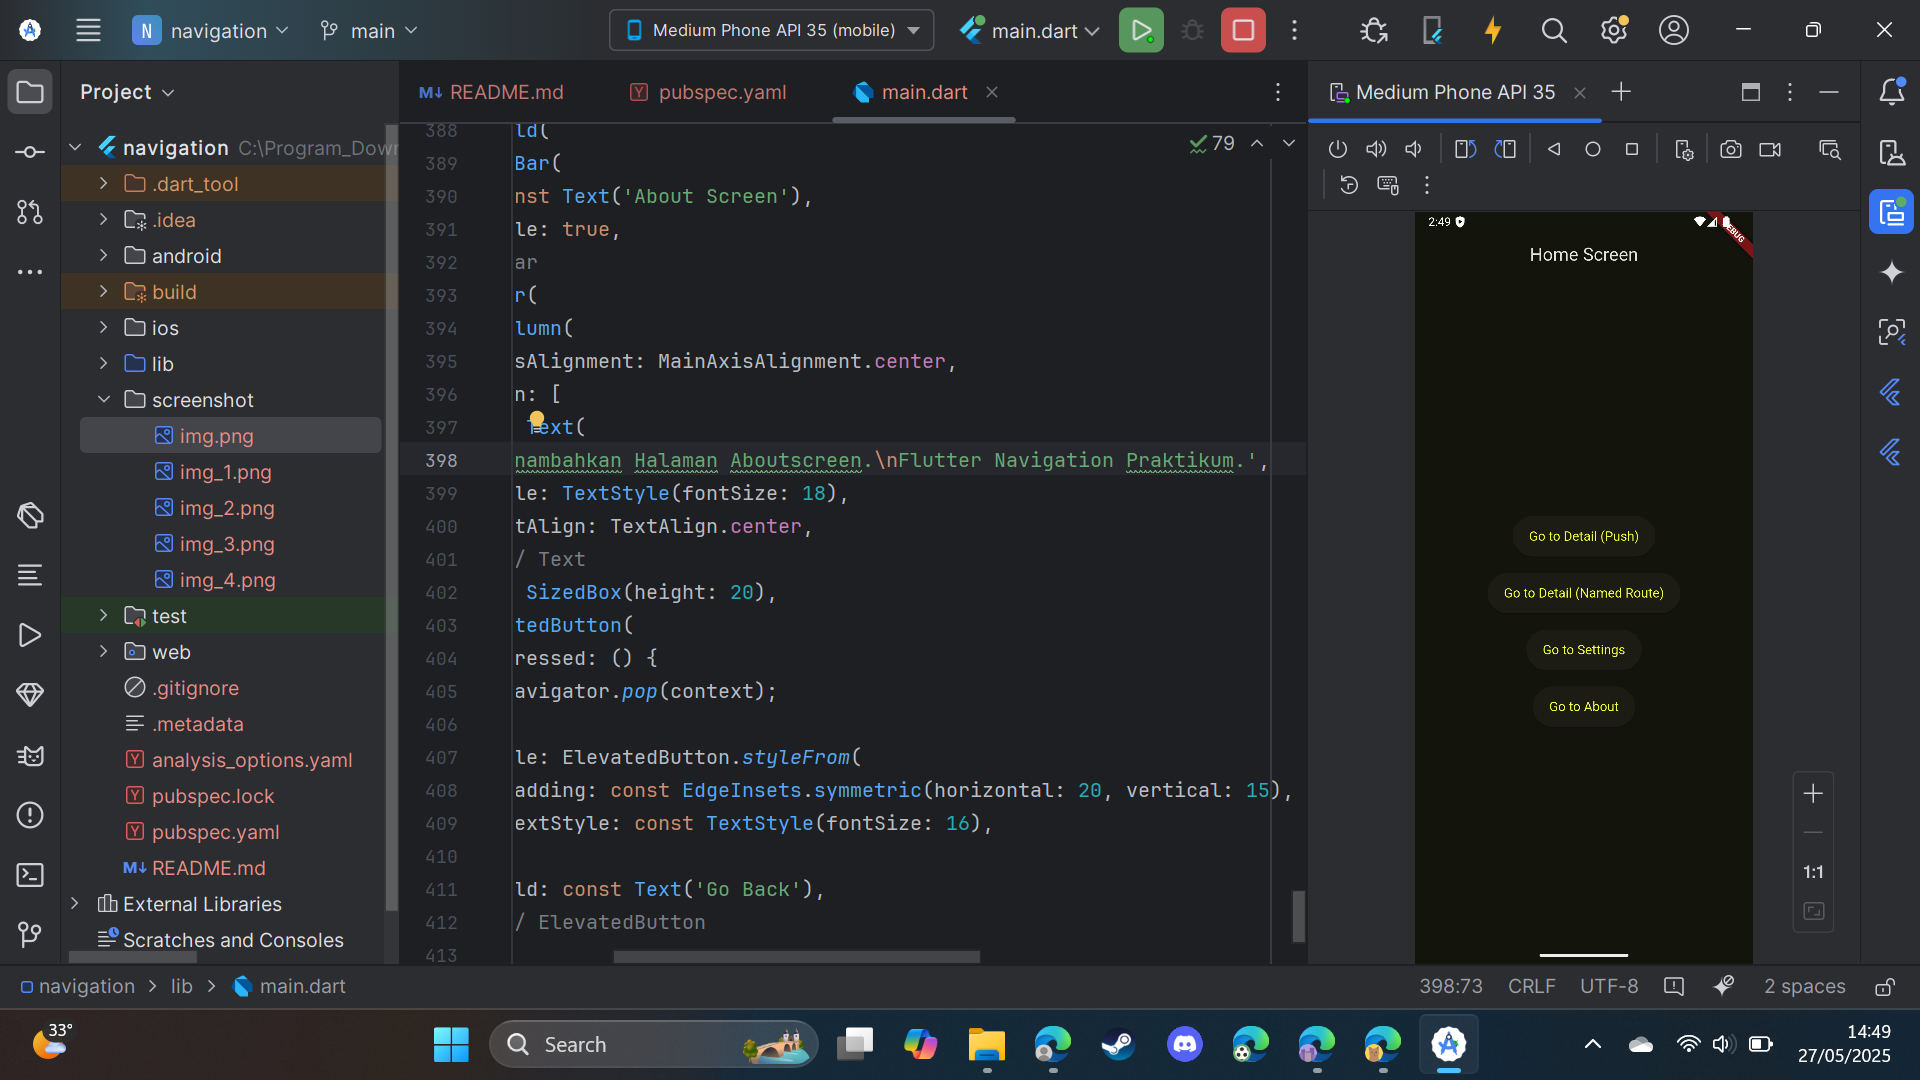 N navigation
main
Medium Phone API 35 (mobile)
main.dart
Project
README.md
pubspec.yaml
main.dart
Medium Phone API 35
navigation C:\Program_Dow
.dart_tool
.idea
android
build
ios
lib
screenshot
img.png
img_1.png
img_2.png
img_3.png
img_4.png
test
web
.gitignore
.metadata
analysis_options.yaml
pubspec.lock
pubspec.yaml
README.md
External Libraries
Scratches and Consoles
79
388 ld(
389 Bar(
390 nst Text('About Screen'),
391 le: true,
392 ar
393 r(
394 lumn(
395 sAlignment: MainAxisAlignment.center,
396 n: [
397 Text(
398 nambahkan Halaman Aboutscreen.\nFlutter Navigation Praktikum.',
399 le: TextStyle(fontSize: 18),
400 tAlign: TextAlign.center,
401 / Text
402 SizedBox(height: 20),
403 tedButton(
404 ressed: () {
405 avigator.pop(context);
406
407 le: ElevatedButton.styleFrom(
408 adding: const EdgeInsets.symmetric(horizontal: 20, vertical: 15),
409 extStyle: const TextStyle(fontSize: 16),
410
411 ld: const Text('Go Back'),
412 / ElevatedButton
413
2:49
Home Screen
Go to Detail (Push)
Go to Detail (Named Route)
Go to Settings
Go to About
1:1
navigation > lib > main.dart
398:73 CRLF UTF-8 2 spaces
33°
Search
14:49
27/05/2025